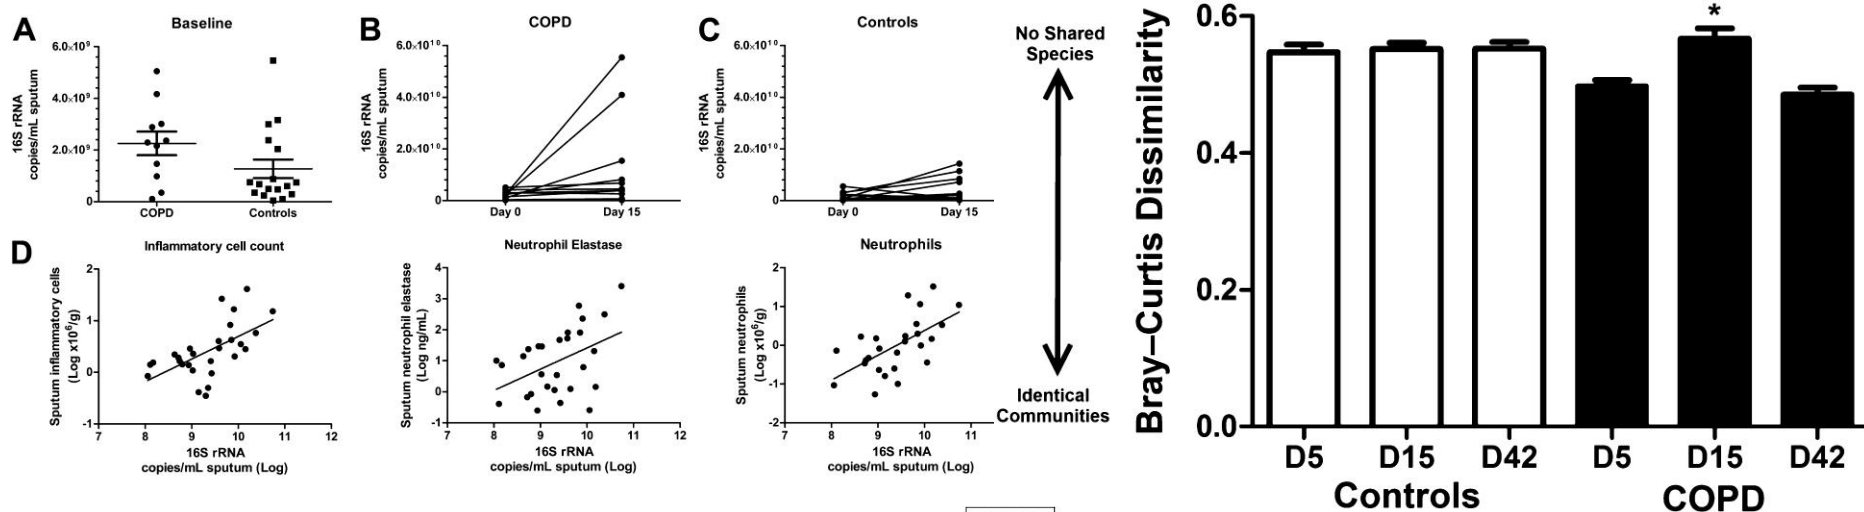 A
Baseline
16S rRNA
copies/mL sputum
6.0×10⁹
4.0×10⁹
2.0×10⁹
0
COPD
Controls
B
COPD
16S rRNA
copies/mL sputum
6.0×10¹⁰
4.0×10¹⁰
2.0×10¹⁰
0
Day 0
Day 15
C
Controls
16S rRNA
copies/mL sputum
6.0×10¹⁰
4.0×10¹⁰
2.0×10¹⁰
0
Day 0
Day 15
D
Inflammatory cell count
Sputum inflammatory cells
(Log x10⁶/g)
2
1
0
-1
7 8 9 10 11 12
16S rRNA
copies/mL sputum (Log)
Neutrophil Elastase
Sputum neutrophil elastase
(Log ng/mL)
4
3
2
1
0
-1
7 8 9 10 11 12
16S rRNA
copies/mL sputum (Log)
Neutrophils
Sputum neutrophils
(Log x10⁶/g)
2
1
0
-1
-2
7 8 9 10 11
16S rRNA
copies/mL sputum (Log)
No Shared
Species
Identical
Communities
Bray–Curtis Dissimilarity
0.6
0.4
0.2
0.0
*
D5 D15 D42 D5 D15 D42
Controls COPD